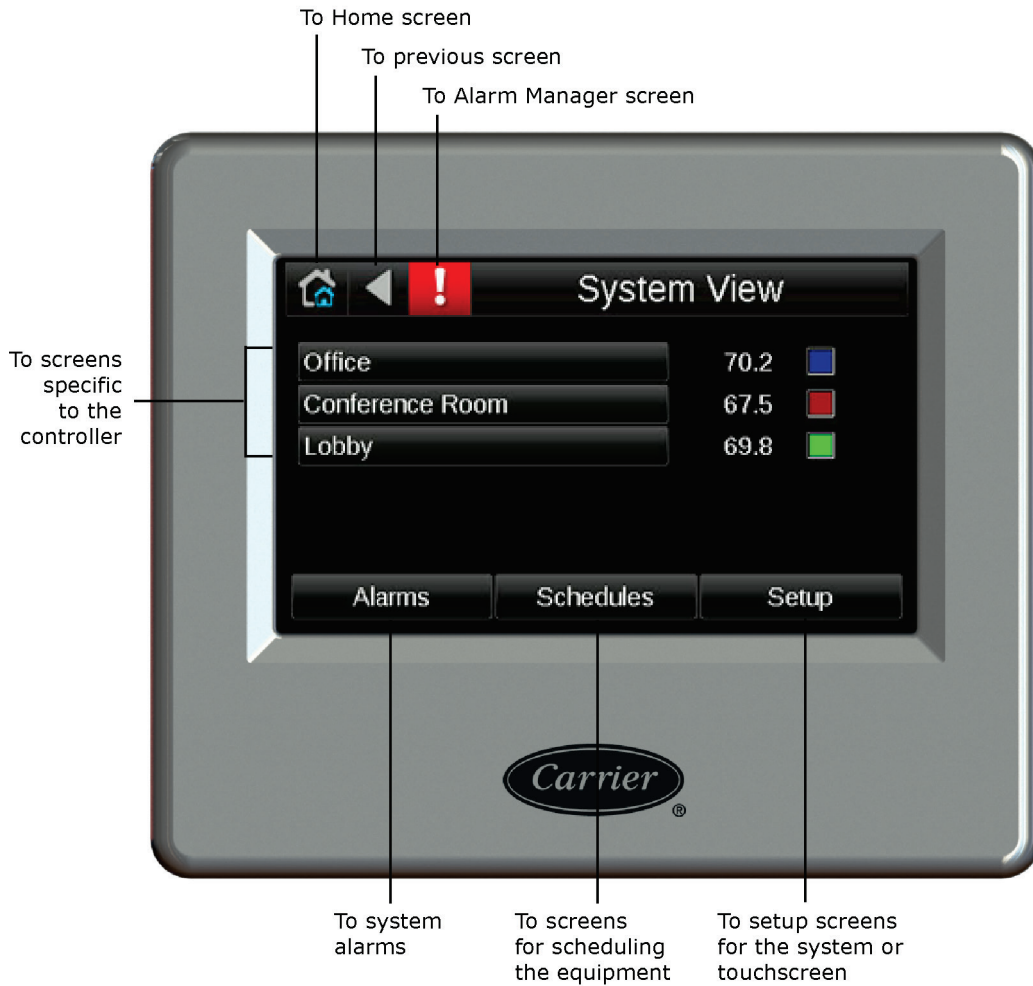 To Home screen
To previous screen
To Alarm Manager screen
!
System View
To screens
specific
to the
controller
Office 70.2
Conference Room 67.5
Lobby 69.8
Alarms Schedules Setup
Carrier
®
To system
alarms
To screens
for scheduling
the equipment
To setup screens
for the system or
touchscreen